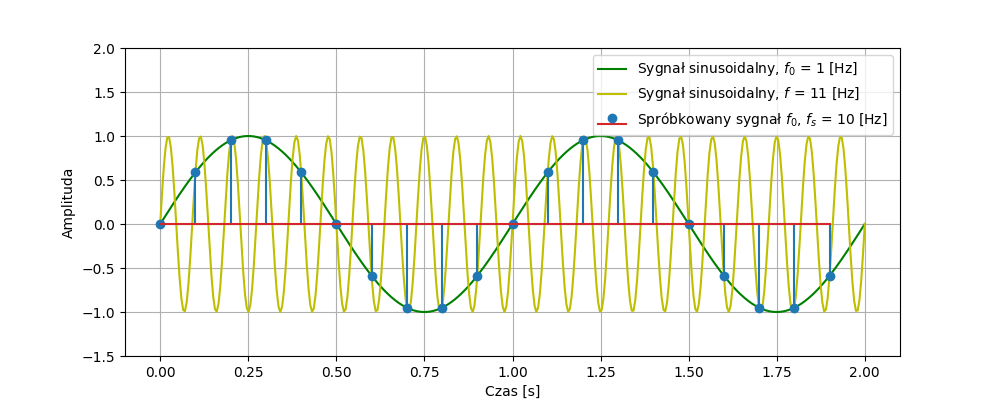 Sygnał sinusoidalny, f₀ = 1 [Hz]
Sygnał sinusoidalny, f = 11 [Hz]
Spróbkowany sygnał f₀, fₛ = 10 [Hz]
Amplituda
2.0
1.5
1.0
0.5
0.0
−0.5
−1.0
−1.5
0.00 0.25 0.50 0.75 1.00 1.25 1.50 1.75 2.00
Czas [s]